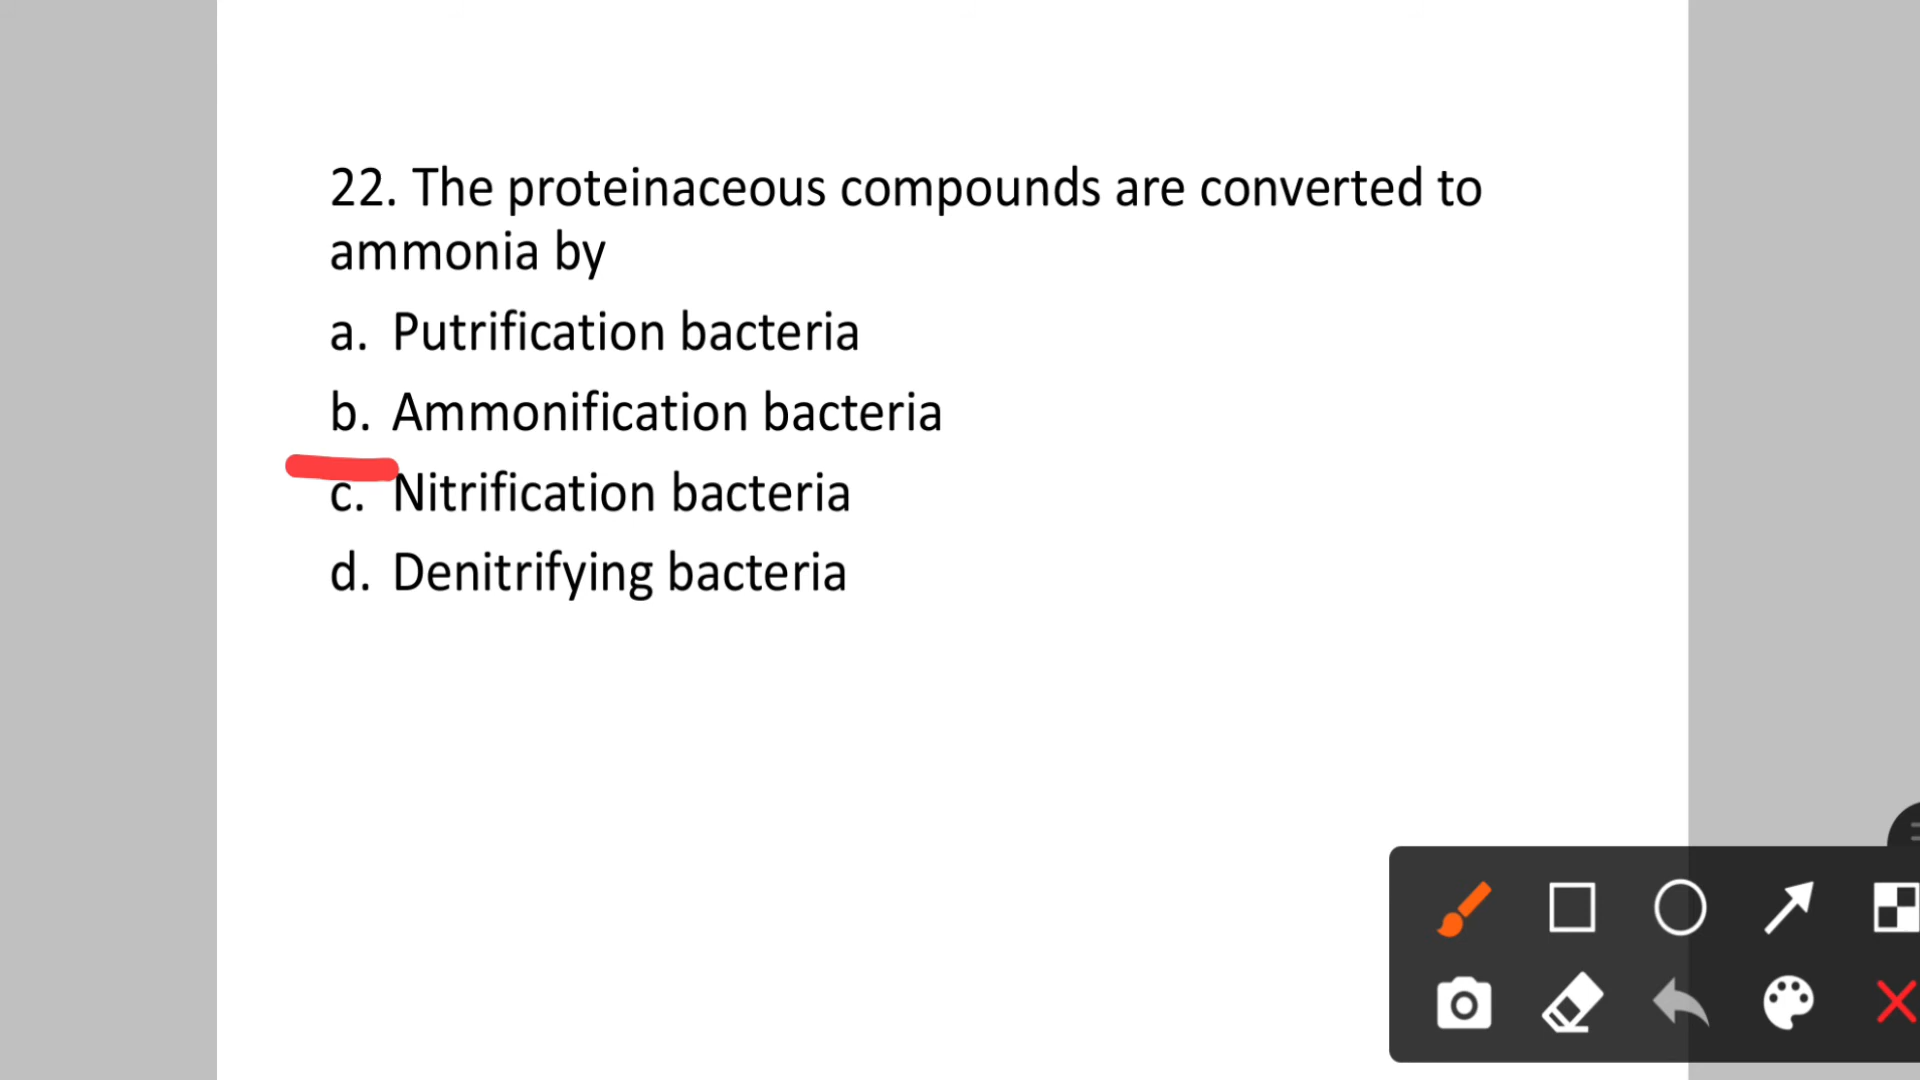 22. The proteinaceous compounds are converted to
ammonia by
a. Putrification bacteria
b. Ammonification bacteria
c. Nitrification bacteria
d. Denitrifying bacteria